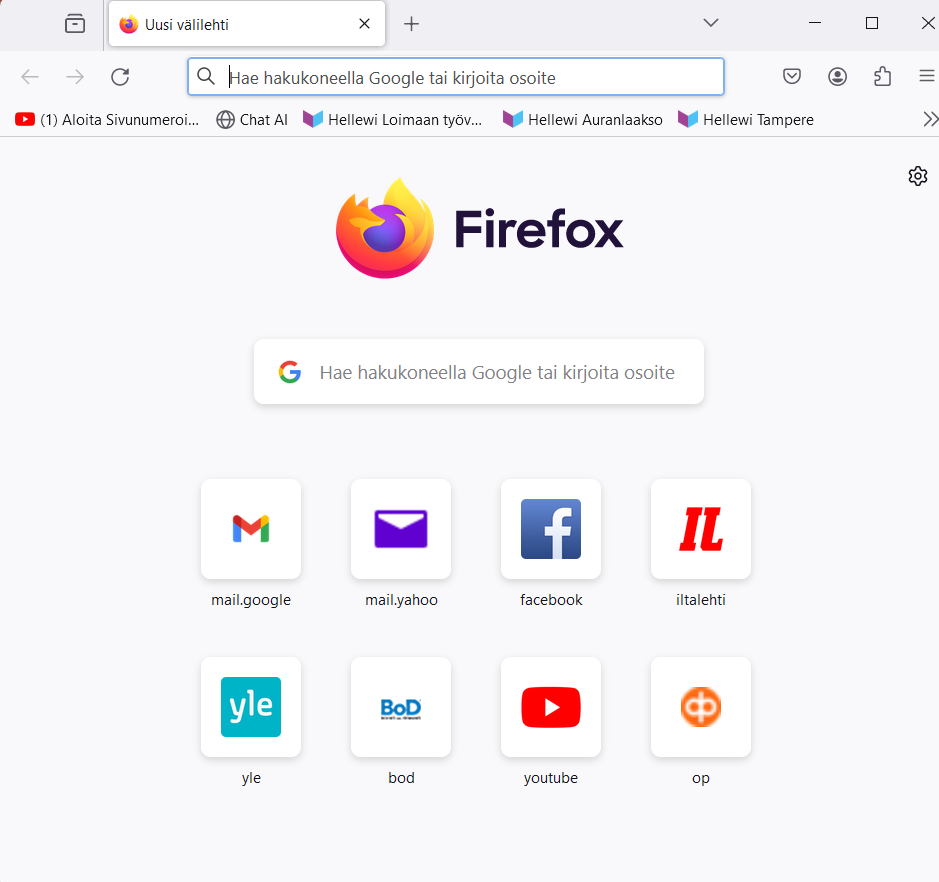 Uusi välilehti
Hae hakukoneella Google tai kirjoita osoite
(1) Aloita Sivunumeroi... Chat AI Hellewi Loimaan työv... Hellewi Auranlaakso Hellewi Tampere
Firefox
Hae hakukoneella Google tai kirjoita osoite
IL
mail.google mail.yahoo facebook iltalehti
yle BoD
yle bod youtube op